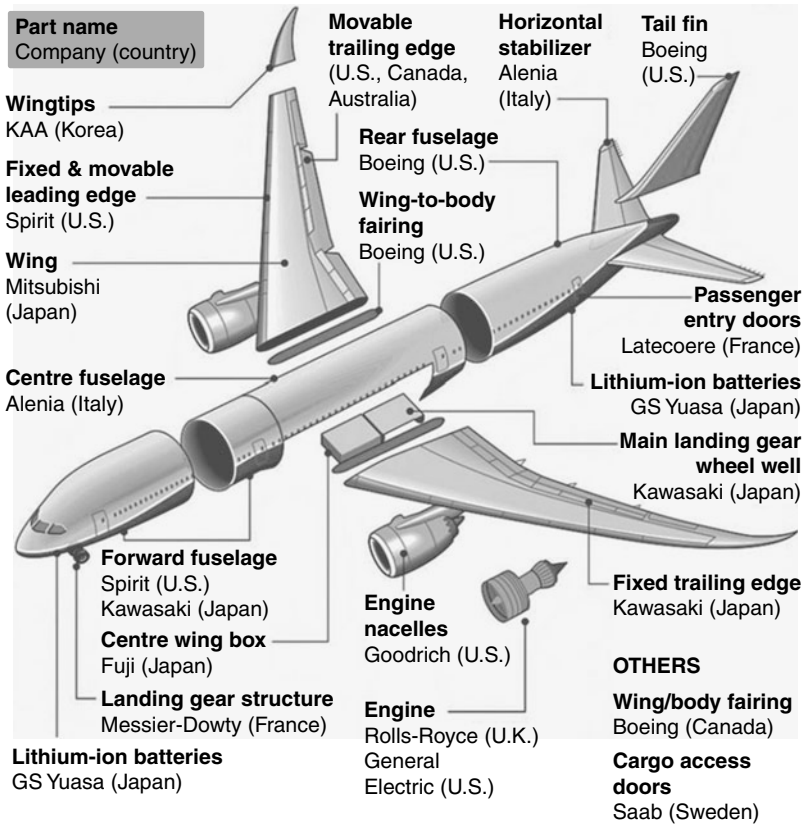 Part name
Company (country)
Wingtips
KAA (Korea)
Fixed & movable
leading edge
Spirit (U.S.)
Wing
Mitsubishi
(Japan)
Centre fuselage
Alenia (Italy)
Movable
trailing edge
(U.S., Canada,
Australia)
Rear fuselage
Boeing (U.S.)
Wing-to-body
fairing
Boeing (U.S.)
Horizontal
stabilizer
Alenia
(Italy)
Tail fin
Boeing
(U.S.)
Passenger
entry doors
Latecoere (France)
Lithium-ion batteries
GS Yuasa (Japan)
Main landing gear
wheel well
Kawasaki (Japan)
Forward fuselage
Spirit (U.S.)
Kawasaki (Japan)
Centre wing box
Fuji (Japan)
Landing gear structure
Messier-Dowty (France)
Lithium-ion batteries
GS Yuasa (Japan)
Engine
nacelles
Goodrich (U.S.)
Engine
Rolls-Royce (U.K.)
General
Electric (U.S.)
Fixed trailing edge
Kawasaki (Japan)
OTHERS
Wing/body fairing
Boeing (Canada)
Cargo access
doors
Saab (Sweden)